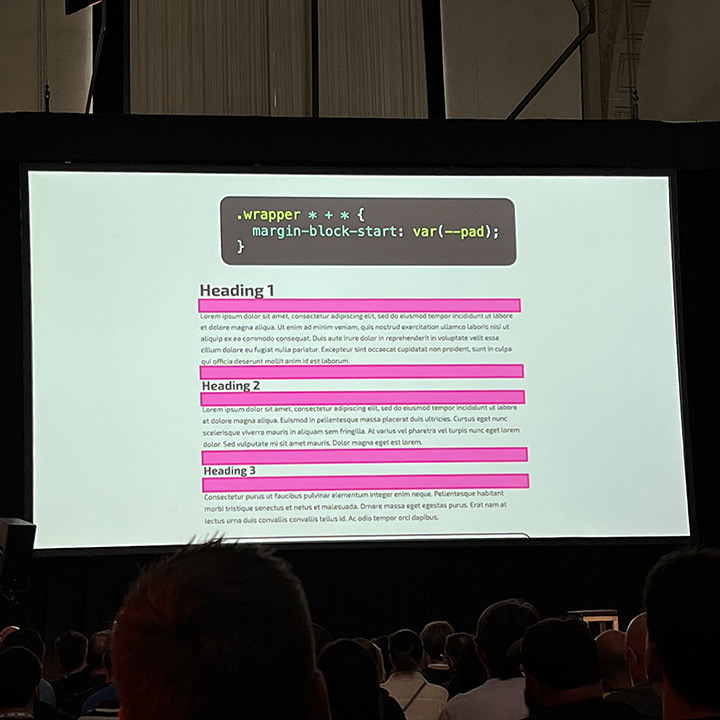 .wrapper * + * {
margin-block-start: var(--pad);
}
Heading 1
Lorem ipsum dolor sit amet, consectetur adipiscing elit, sed do eiusmod tempor incididunt ut labore
et dolore magna aliqua. Ut enim ad minim veniam, quis nostrud exercitation ullamco laboris nisi ut
aliquip ex ea commodo consequat. Duis aute irure dolor in reprehenderit in voluptate velit esse
cillum dolore eu fugiat nulla pariatur. Excepteur sint occaecat cupidatat non proident, sunt in culpa
qui officia deserunt mollit anim id est laborum.
Heading 2
Lorem ipsum dolor sit amet, consectetur adipiscing elit, sed do eiusmod tempor incididunt ut labore
et dolore magna aliqua. Euismod in pellentesque massa placerat duis ultricies. Cursus eget nunc
scelerisque viverra mauris in aliquam sem fringilla. At varius vel pharetra vel turpis nunc eget lorem
dolor. Sed vulputate mi sit amet mauris. Dolor magna eget est lorem.
Heading 3
Consectetur purus ut faucibus pulvinar elementum integer enim neque. Pellentesque habitant
morbi tristique senectus et netus et malesuada. Ornare massa eget egestas purus. Erat nam at
lectus urna duis convallis convallis tellus id. Ac odio tempor orci dapibus.